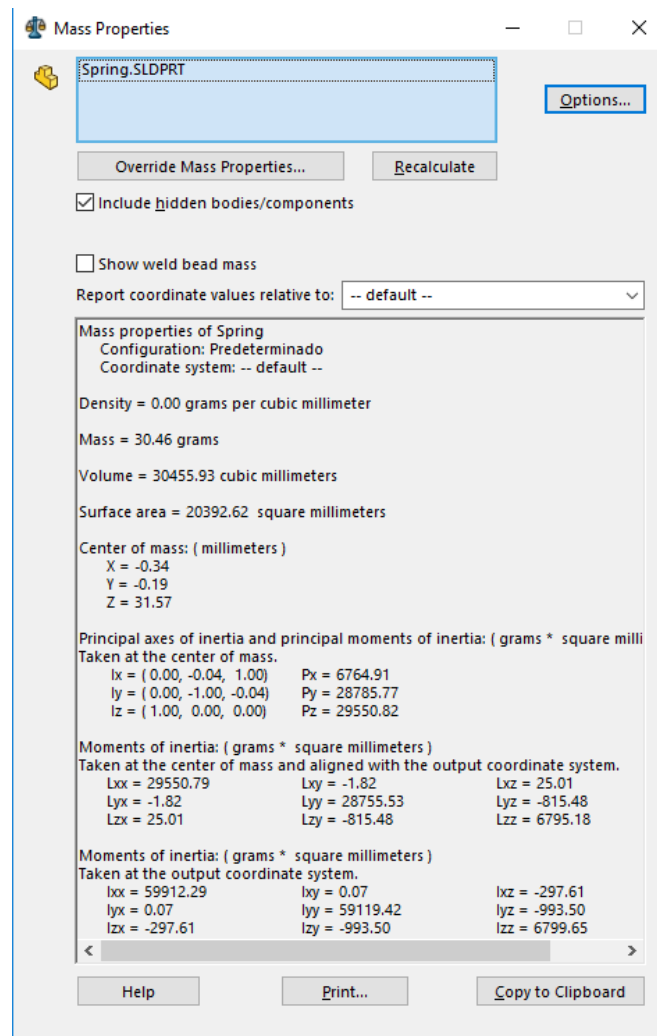 Mass Properties
Spring.SLDPRT
Options...
Override Mass Properties...
Recalculate
Include hidden bodies/components
Show weld bead mass
Report coordinate values relative to: -- default --
Mass properties of Spring
Configuration: Predeterminado
Coordinate system: -- default --
Density = 0.00 grams per cubic millimeter
Mass = 30.46 grams
Volume = 30455.93 cubic millimeters
Surface area = 20392.62 square millimeters
Center of mass: ( millimeters )
X = -0.34
Y = -0.19
Z = 31.57
Principal axes of inertia and principal moments of inertia: ( grams * square milli
Taken at the center of mass.
Ix = ( 0.00, -0.04, 1.00) Px = 6764.91
Iy = ( 0.00, -1.00, -0.04) Py = 28785.77
Iz = ( 1.00, 0.00, 0.00) Pz = 29550.82
Moments of inertia: ( grams * square millimeters )
Taken at the center of mass and aligned with the output coordinate system.
Lxx = 29550.79 Lxy = -1.82 Lxz = 25.01
Lyx = -1.82 Lyy = 28755.53 Lyz = -815.48
Lzx = 25.01 Lzy = -815.48 Lzz = 6795.18
Moments of inertia: ( grams * square millimeters )
Taken at the output coordinate system.
Ixx = 59912.29 Ixy = 0.07 Ixz = -297.61
Iyx = 0.07 Iyy = 59119.42 Iyz = -993.50
Izx = -297.61 Izy = -993.50 Izz = 6799.65
Help
Print...
Copy to Clipboard